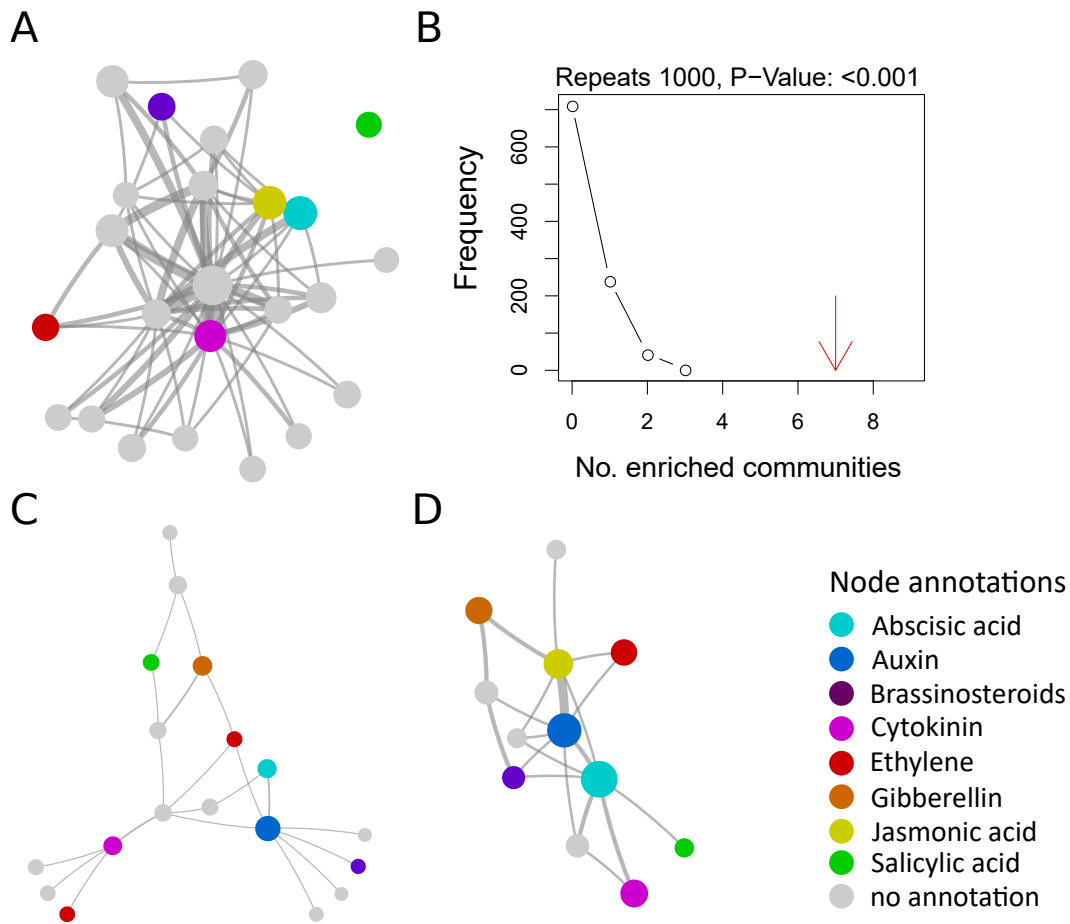 A
B
Repeats 1000, P−Value: <0.001
Frequency
600
400
200
0
0 2 4 6 8
No. enriched communities
C
D
Node annotations
Abscisic acid
Auxin
Brassinosteroids
Cytokinin
Ethylene
Gibberellin
Jasmonic acid
Salicylic acid
no annotation